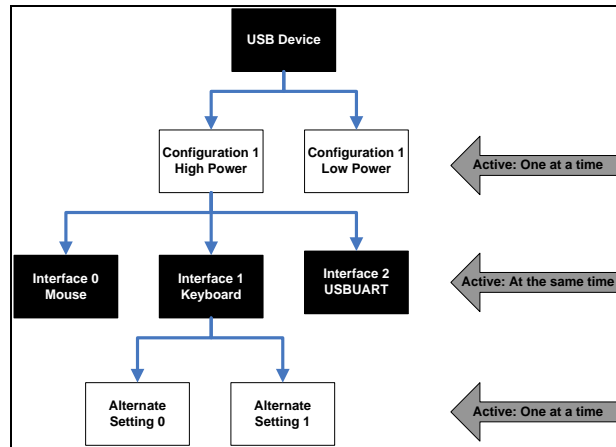 USB Device
Configuration 1
High Power
Configuration 1
Low Power
Active: One at a time
Interface 0
Mouse
Interface 1
Keyboard
Interface 2
USBUART
Active: At the same time
Alternate
Setting 0
Alternate
Setting 1
Active: One at a time